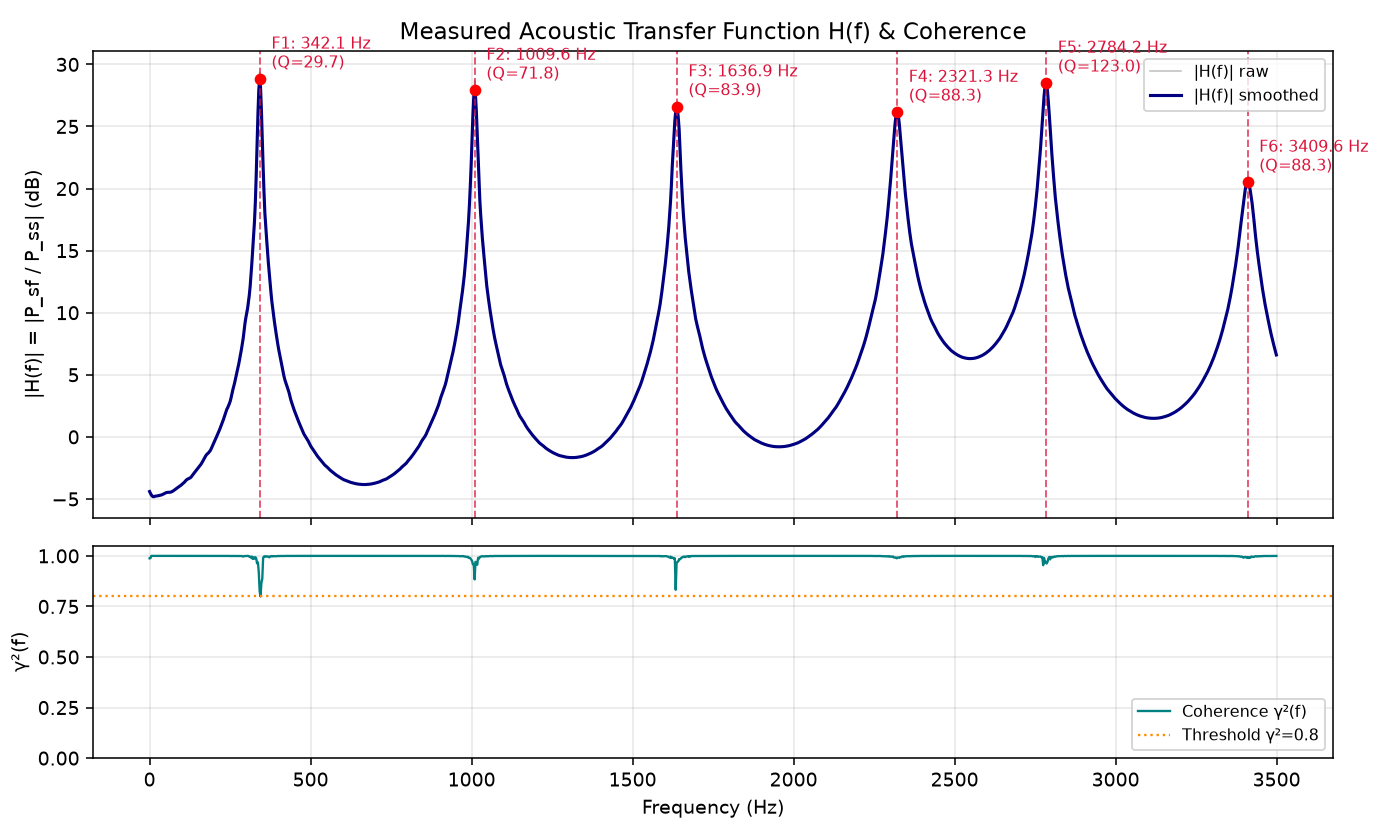 Measured Acoustic Transfer Function H(f) & Coherence
F1: 342.1 Hz
(Q=29.7)
F2: 1009.6 Hz
(Q=71.8)
F3: 1636.9 Hz
(Q=83.9)
F4: 2321.3 Hz
(Q=88.3)
F5: 2784.2 Hz
(Q=123.0)
F6: 3409.6 Hz
(Q=88.3)
|H(f)| raw
|H(f)| smoothed
|H(f)| = |P_sf / P_ss| (dB)
30
25
20
15
10
5
0
−5
γ²(f)
1.00
0.75
0.50
0.25
0.00
Coherence γ²(f)
Threshold γ²=0.8
0
500
1000
1500
2000
2500
3000
3500
Frequency (Hz)